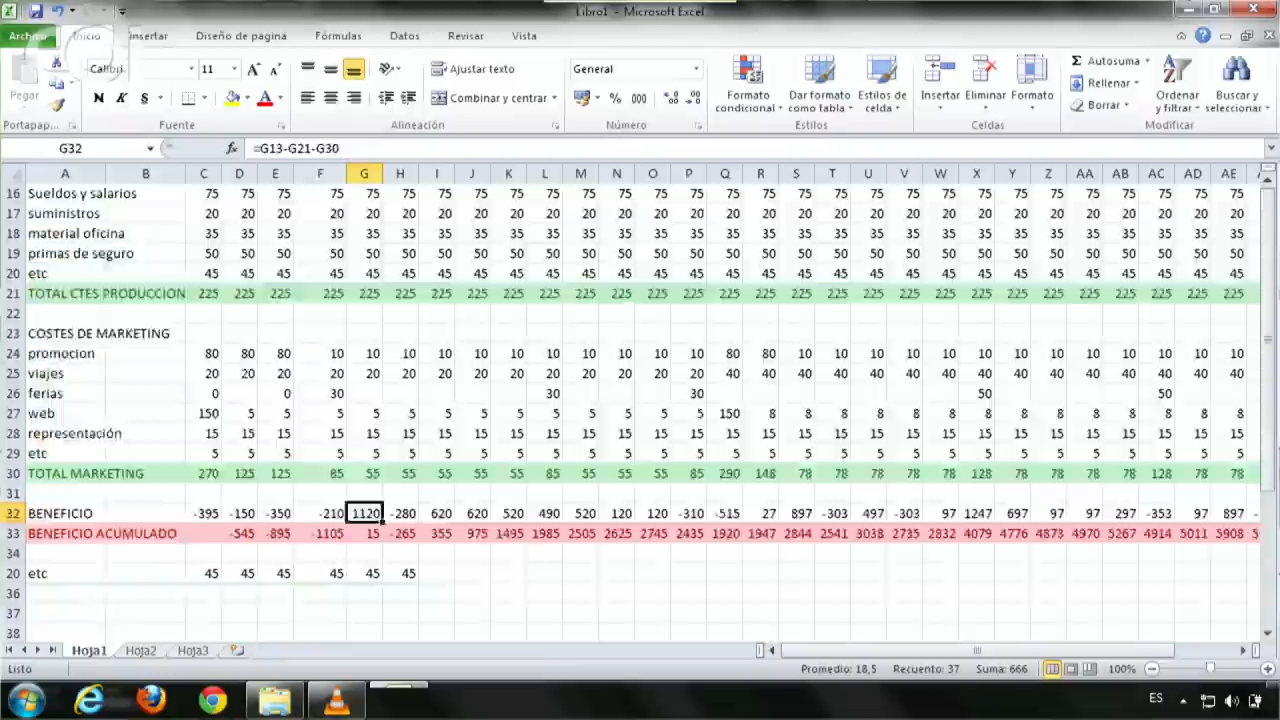 Libro1 - Microsoft Excel
Archivo Inicio Insertar Diseño de página Fórmulas Datos Revisar Vista
Pegar
Calibri 11
N K S
Ajustar texto
Combinar y centrar
General
% 000
Formato condicional
Dar formato como tabla
Estilos de celda
Insertar Eliminar Formato
Autosuma
Rellenar
Borrar
Ordenar y filtrar
Buscar y seleccionar
Portapap... Fuente Alineación Número Estilos Celdas Modificar
G32 fx =G13-G21-G30
A B C D E F G H I J K L M N O P Q R S T U V W X Y Z AA AB AC AD AE
16 Sueldos y salarios 75 75 75 75 75 75 75 75 75 75 75 75 75 75 75 75 75 75 75 75 75 75 75 75 75 75 75 75 75
17 suministros 20 20 20 20 20 20 20 20 20 20 20 20 20 20 20 20 20 20 20 20 20 20 20 20 20 20 20 20 20
18 material oficina 35 35 35 35 35 35 35 35 35 35 35 35 35 35 35 35 35 35 35 35 35 35 35 35 35 35 35 35 35
19 primas de seguro 50 50 50 50 50 50 50 50 50 50 50 50 50 50 50 50 50 50 50 50 50 50 50 50 50 50 50 50 50
20 etc 45 45 45 45 45 45 45 45 45 45 45 45 45 45 45 45 45 45 45 45 45 45 45 45 45 45 45 45 45
21 TOTAL CTES PRODUCCION 225 225 225 225 225 225 225 225 225 225 225 225 225 225 225 225 225 225 225 225 225 225 225 225 225 225 225 225 225
22
23 COSTES DE MARKETING
24 promocion 80 80 80 10 10 10 10 10 10 10 10 10 10 10 80 80 10 10 10 10 10 10 10 10 10 10 10 10 10
25 viajes 20 20 20 20 20 20 20 20 20 20 20 20 20 20 40 40 40 40 40 40 40 40 40 40 40 40 40 40 40
26 ferias 0 0 30 30 30 50 50
27 web 150 5 5 5 5 5 5 5 5 5 5 5 5 5 150 8 8 8 8 8 8 8 8 8 8 8 8 8 8
28 representación 15 15 15 15 15 15 15 15 15 15 15 15 15 15 15 15 15 15 15 15 15 15 15 15 15 15 15 15 15
29 etc 5 5 5 5 5 5 5 5 5 5 5 5 5 5 5 5 5 5 5 5 5 5 5 5 5 5 5 5 5
30 TOTAL MARKETING 270 125 125 85 55 55 55 55 55 85 55 55 55 85 290 148 78 78 78 78 78 128 78 78 78 78 128 78 78
31
32 BENEFICIO -395 -150 -350 -210 1120 -280 620 620 520 490 520 120 120 -310 -515 27 897 -303 497 -303 97 1247 697 97 97 297 -353 97 897 -
33 BENEFICIO ACUMULADO -545 -895 -1105 15 -265 355 975 1495 1985 2505 2625 2745 2435 1920 1947 2844 2541 3038 2735 2832 4079 4776 4873 4970 5267 4914 5011 5908
34
20 etc 45 45 45 45 45 45
36
37
38
Hoja1 Hoja2 Hoja3
Listo Promedio: 18,5 Recuento: 37 Suma: 666 100%
ES